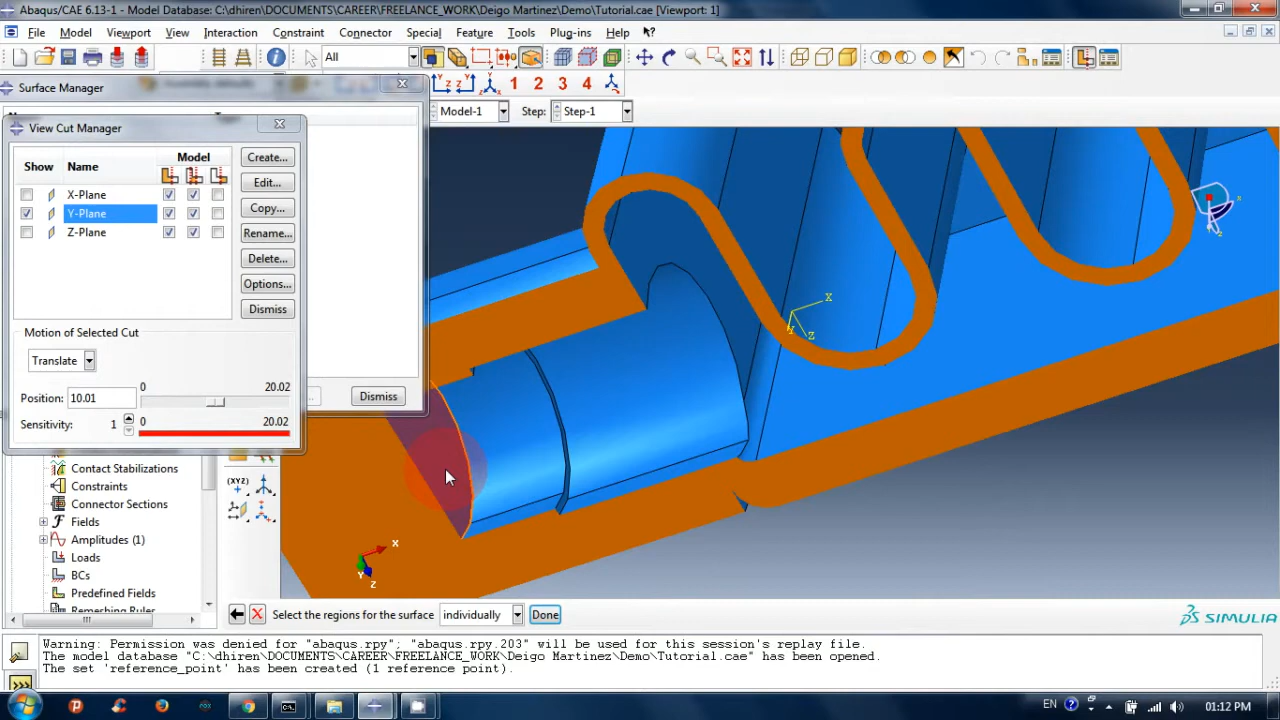 Abaqus/CAE 6.13-1 - Model Database: C:\dhiren\DOCUMENTS\CAREER\FREELANCE_WORK\Deigo Martinez\Demo\Tutorial.cae [Viewport: 1]
File Model Viewport View Interaction Constraint Connector Special Feature Tools Plug-ins Help
All
1 2 3 4
Surface Manager
Model-1 Step: Step-1
View Cut Manager
Model
Show Name
Create...
X-Plane
Edit...
Y-Plane
Copy...
Z-Plane
Rename...
Delete...
Options...
Dismiss
Motion of Selected Cut
Translate
0 20.02
Position: 10.01
Dismiss
Sensitivity: 1 0 20.02
Contact Stabilizations
Constraints
Connector Sections
Fields
Amplitudes (1)
Loads
BCs
Predefined Fields
Remeshing Ruler
(XYZ)
X
Y
Z
X
Y
Z
Select the regions for the surface individually Done
SIMULIA
Warning: Permission was denied for "abaqus.rpy"; "abaqus.rpy.203" will be used for this session's replay file.
The model database "C:\dhiren\DOCUMENTS\CAREER\FREELANCE_WORK\Deigo Martinez\Demo\Tutorial.cae" has been opened.
The set 'reference_point' has been created (1 reference point).
EN 01:12 PM